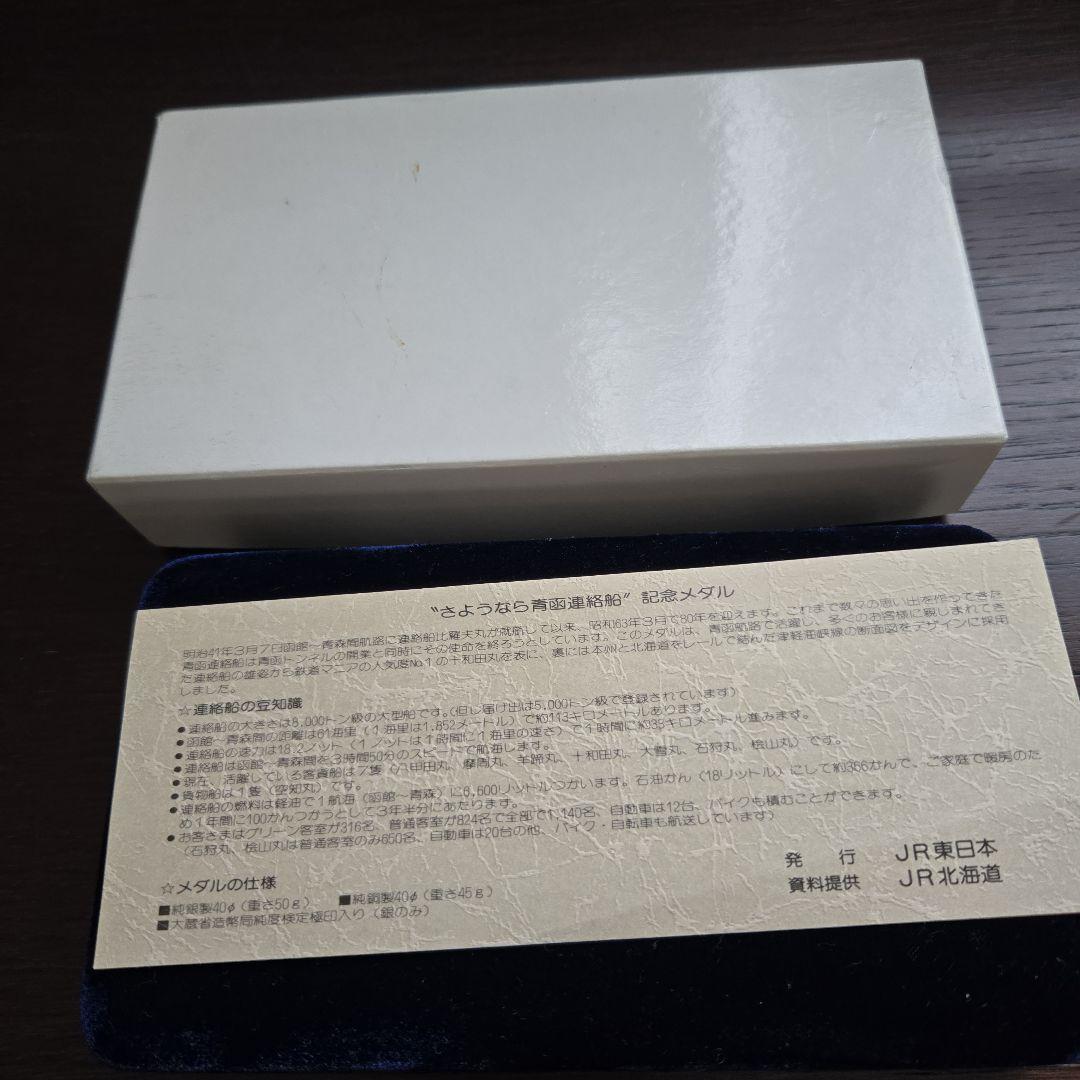 "さようなら青函連絡船" 記念メダル
明治41年3月7日函館～青森間航路に連絡船比羅夫丸が就航して以来、昭和63年3月で80年を迎えます。これまで数々の思い出を作ってきた
青函連絡船は青函トンネルの開業と同時にその使命を終ろうとしています。このメダルは、青函航路で活躍し、多くのお客様に親しまれてき
た連絡船の雄姿から鉄道マニアの人気度No.1の十和田丸を表に、裏には本州と北海道をレールで結んだ津軽海峡線の断面図をデザインに採用
しました。
☆連絡船の豆知識
●連絡船の大きさは8,000トン級の大型船です。(但し届け出は5,000トン級で登録されています)
●函館～青森間の距離は61海里（1海里は1,852メートル）で約113キロメートルあります。
●連絡船の速力は18.2ノット（1ノットは1時間に1海里の速さ）で1時間に約35キロメートル進みます。
●連絡船は函館～青森間を3時間50分のスピードで航海します。
●現在、活躍している客貨船は7隻（八甲田丸、摩周丸、羊蹄丸、十和田丸、大雪丸、石狩丸、桧山丸）です。
●貨物船は1隻（空知丸）です。
●連絡船の燃料は軽油で1航海（函館～青森）に6,600リットルつかいます。石油かん（18リットル）にして約366かんで、ご家庭で暖房のた
め1年間に100かんつかうとして3年半分にあたります。
●お客さまはグリーン客室が316名、普通客室が824名で全部で1,140名、自動車は12台、バイクも積むことができます。
（石狩丸、桧山丸は普通客室のみ650名、自動車は20台の他、バイク・自転車も航送しています）
☆メダルの仕様
■純銀製40φ（重さ50g） ■純銅製40φ（重さ45g）
■大蔵省造幣局純度検定極印入り（銀のみ）
発 行 JR東日本
資料提供 JR北海道